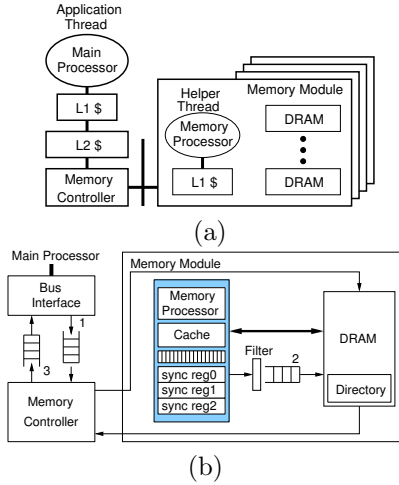 Application
Thread
Main
Processor
L1 $
L2 $
Memory
Controller
Helper
Thread
Memory
Processor
L1 $
Memory Module
DRAM
DRAM
(a)
Main Processor
Bus
Interface
1
3
Memory
Controller
Memory Module
Memory
Processor
Cache
sync reg0
sync reg1
sync reg2
Filter
2
DRAM
Directory
(b)